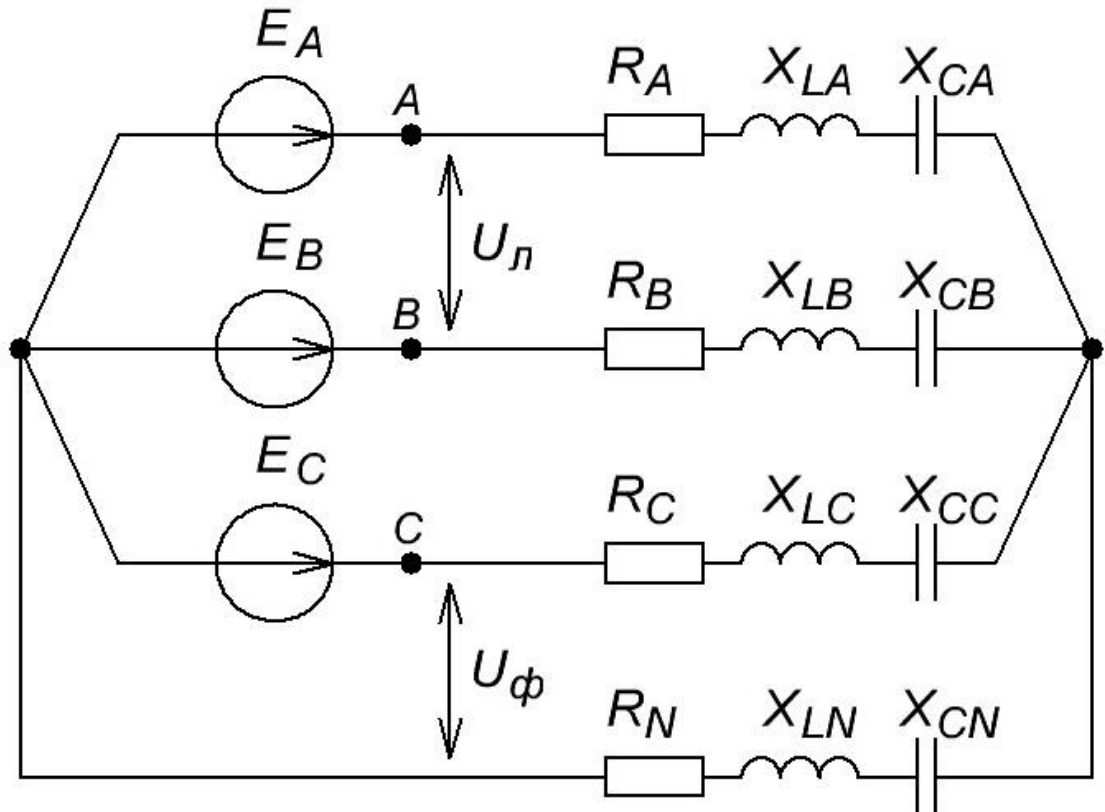 E_A
A
R_A X_LA X_CA
U_л
E_B
B
R_B X_LB X_CB
E_C
C
R_C X_LC X_CC
U_ф
R_N X_LN X_CN